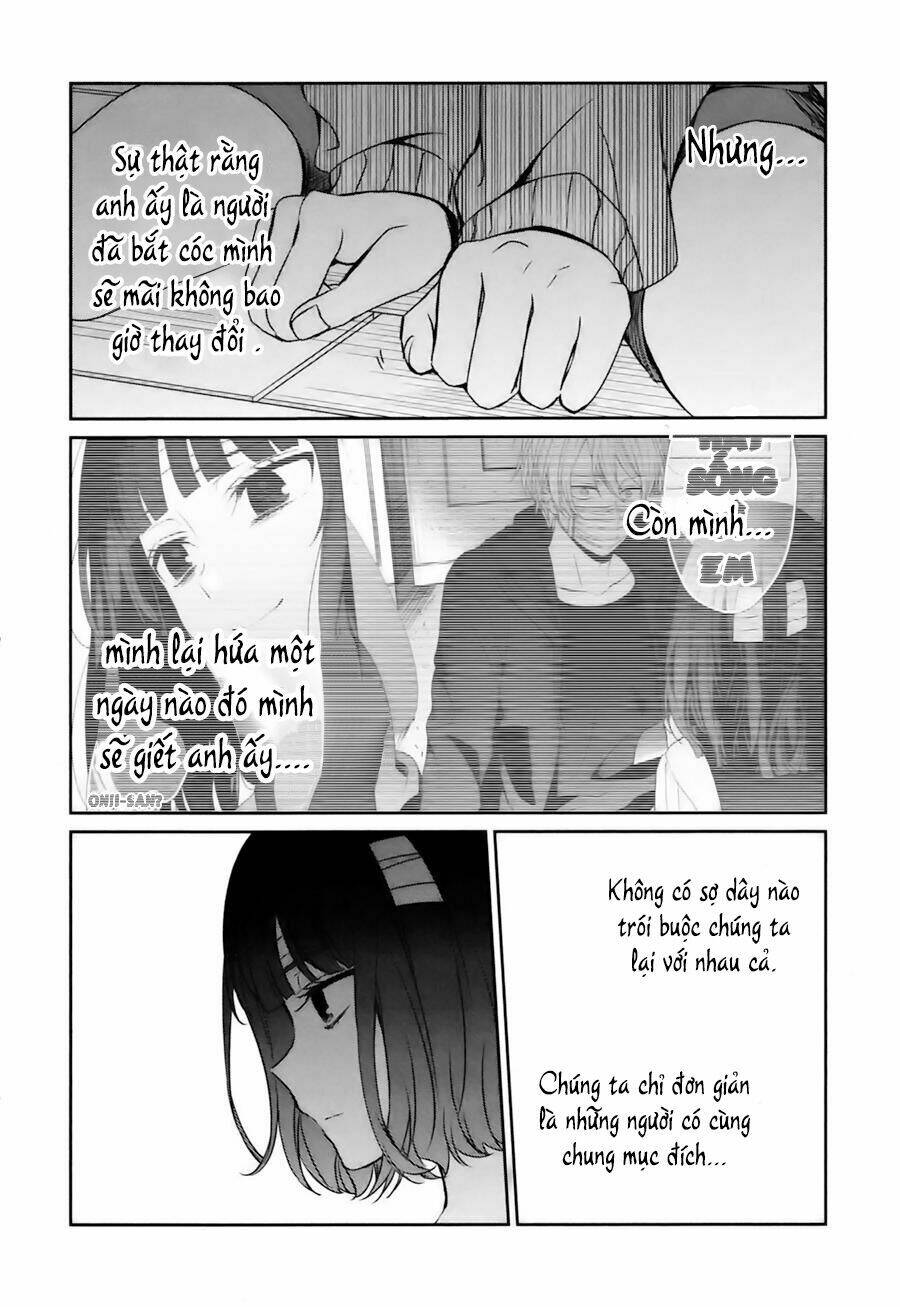 Nhưng...
Sự thật rằng
anh ấy là người
đã bắt cóc mình
sẽ mãi không bao
giờ thay đổi .
SỐNG
Còn mình...
EM
mình lại hứa một
ngày nào đó mình
sẽ giết anh ấy....
ONII-SAN?
Không có sợ dây nào
trói buộc chúng ta
lại với nhau cả.
Chúng ta chỉ đơn giản
là những người có cùng
chung mục đích...